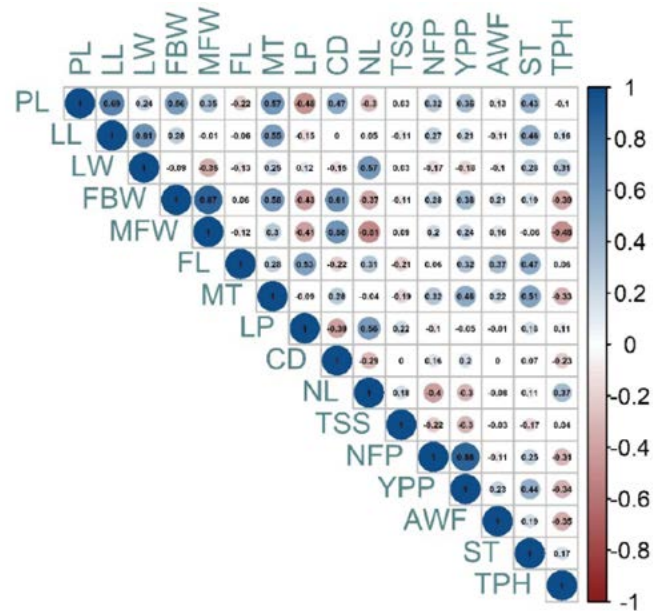 PL LL LW FBW MFW FL MT LP CD NL TSS NFP YPP AWF ST TPH
PL 1 0.69 0.24 0.56 0.35 -0.22 0.57 -0.48 0.47 -0.3 0.03 0.32 0.36 0.13 0.43 -0.1
LL 1 0.61 0.28 -0.01 -0.06 0.55 -0.15 0 0.05 -0.11 0.27 0.21 -0.11 0.46 0.16
LW 1 -0.09 -0.35 -0.13 0.25 0.12 -0.15 0.57 0.03 -0.17 -0.18 -0.1 0.28 0.31
FBW 1 0.87 0.06 0.58 -0.43 0.61 -0.37 -0.11 0.28 0.38 0.21 0.19 -0.30
MFW 1 -0.12 0.3 -0.41 0.58 -0.51 0.09 0.2 0.24 0.16 -0.06 -0.48
FL 1 0.28 0.53 -0.22 0.31 -0.21 0.06 0.32 0.37 0.47 0.06
MT 1 -0.09 0.28 -0.04 -0.19 0.32 0.46 0.22 0.51 -0.33
LP 1 -0.39 0.56 0.22 -0.1 -0.05 -0.01 0.16 0.11
CD 1 -0.29 0 0.16 0.2 0 0.07 -0.23
NL 1 0.18 -0.4 -0.3 -0.08 0.11 0.37
TSS 1 -0.22 -0.3 -0.03 -0.17 0.04
NFP 1 0.86 -0.11 0.25 -0.31
YPP 1 0.23 0.44 -0.34
AWF 1 0.19 -0.35
ST 1 0.17
TPH 1
1
0.8
0.6
0.4
0.2
0
-0.2
-0.4
-0.6
-0.8
-1